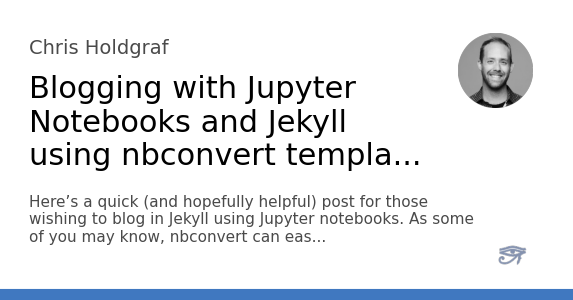 Chris Holdgraf
Blogging with Jupyter
Notebooks and Jekyll
using nbconvert templa...
Here’s a quick (and hopefully helpful) post for those
wishing to blog in Jekyll using Jupyter notebooks. As some
of you may know, nbconvert can eas...